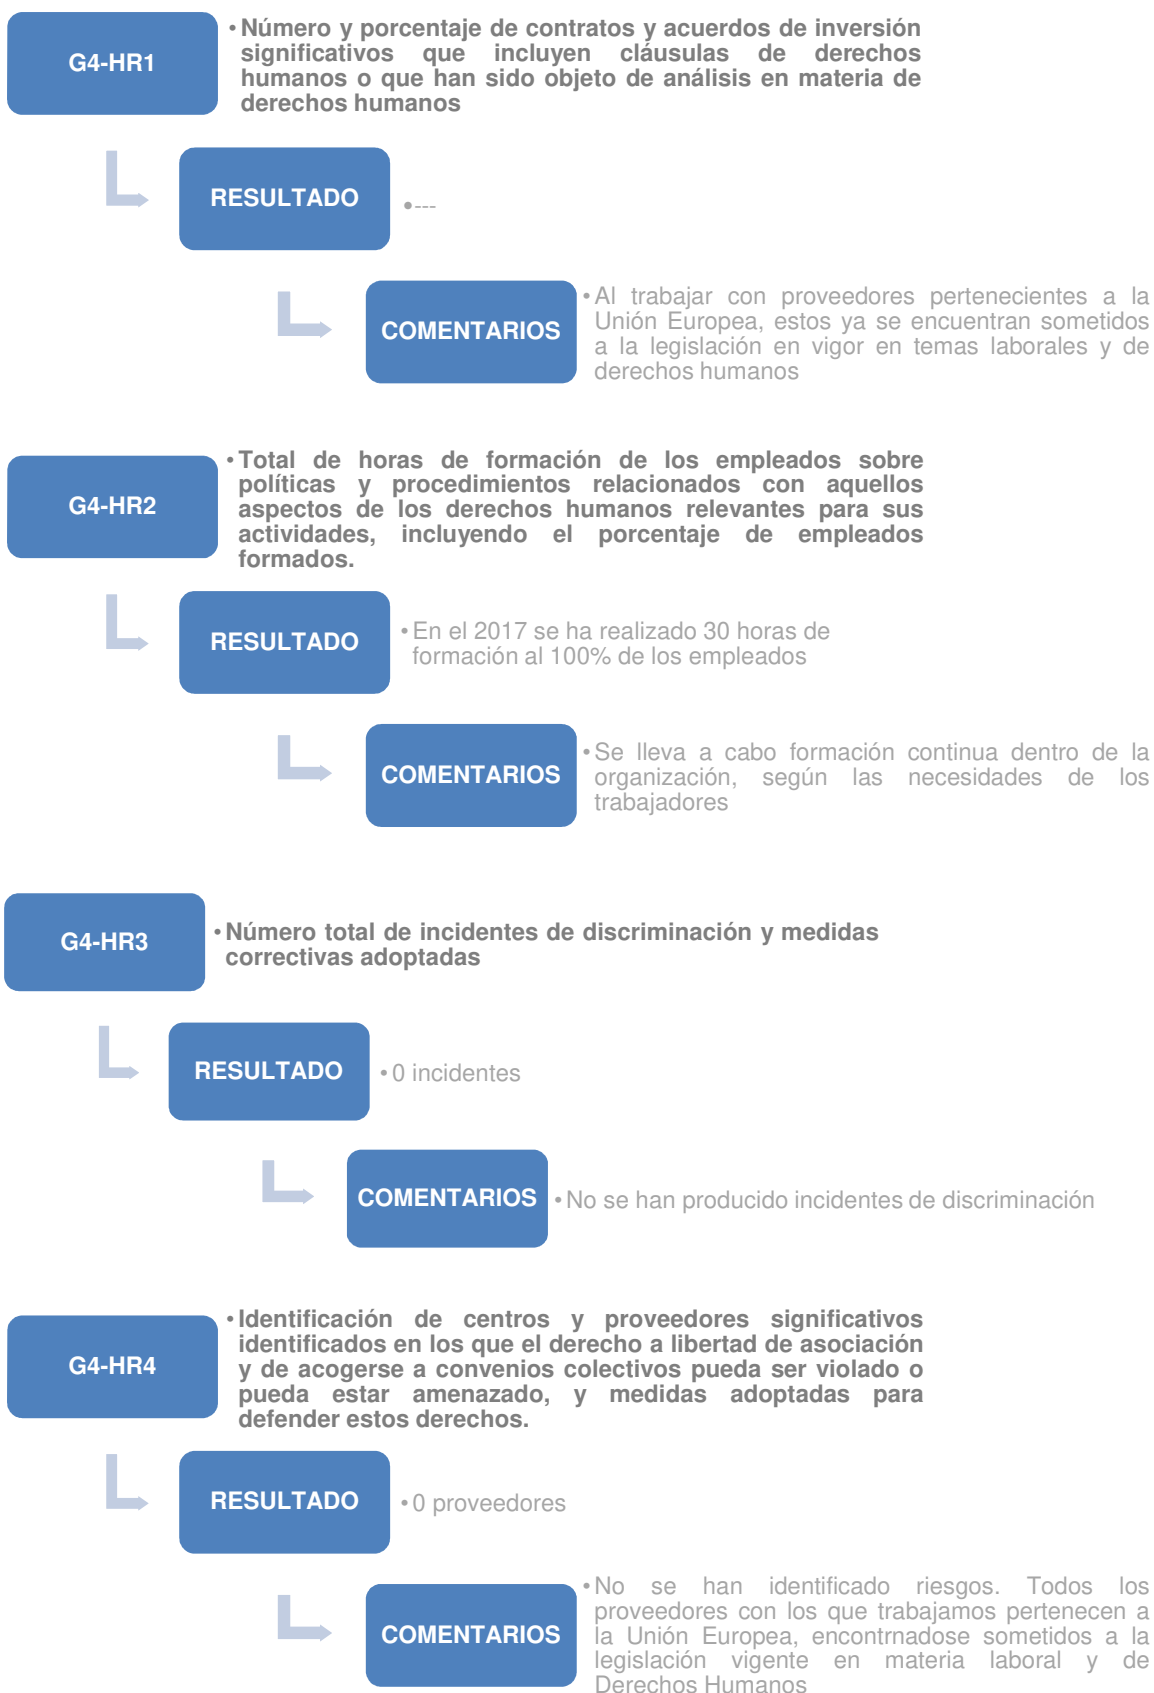 G4-HR1
•Número y porcentaje de contratos y acuerdos de inversión
significativos que incluyen cláusulas de derechos
humanos o que han sido objeto de análisis en materia de
derechos humanos
RESULTADO
•---
COMENTARIOS
•Al trabajar con proveedores pertenecientes a la
Unión Europea, estos ya se encuentran sometidos
a la legislación en vigor en temas laborales y de
derechos humanos
G4-HR2
•Total de horas de formación de los empleados sobre
políticas y procedimientos relacionados con aquellos
aspectos de los derechos humanos relevantes para sus
actividades, incluyendo el porcentaje de empleados
formados.
RESULTADO
•En el 2017 se ha realizado 30 horas de
formación al 100% de los empleados
COMENTARIOS
•Se lleva a cabo formación continua dentro de la
organización, según las necesidades de los
trabajadores
G4-HR3
•Número total de incidentes de discriminación y medidas
correctivas adoptadas
RESULTADO
•0 incidentes
COMENTARIOS
•No se han producido incidentes de discriminación
G4-HR4
•Identificación de centros y proveedores significativos
identificados en los que el derecho a libertad de asociación
y de acogerse a convenios colectivos pueda ser violado o
pueda estar amenazado, y medidas adoptadas para
defender estos derechos.
RESULTADO
•0 proveedores
COMENTARIOS
•No se han identificado riesgos. Todos los
proveedores con los que trabajamos pertenecen a
la Unión Europea, encontrnadose sometidos a la
legislación vigente en materia laboral y de
Derechos Humanos